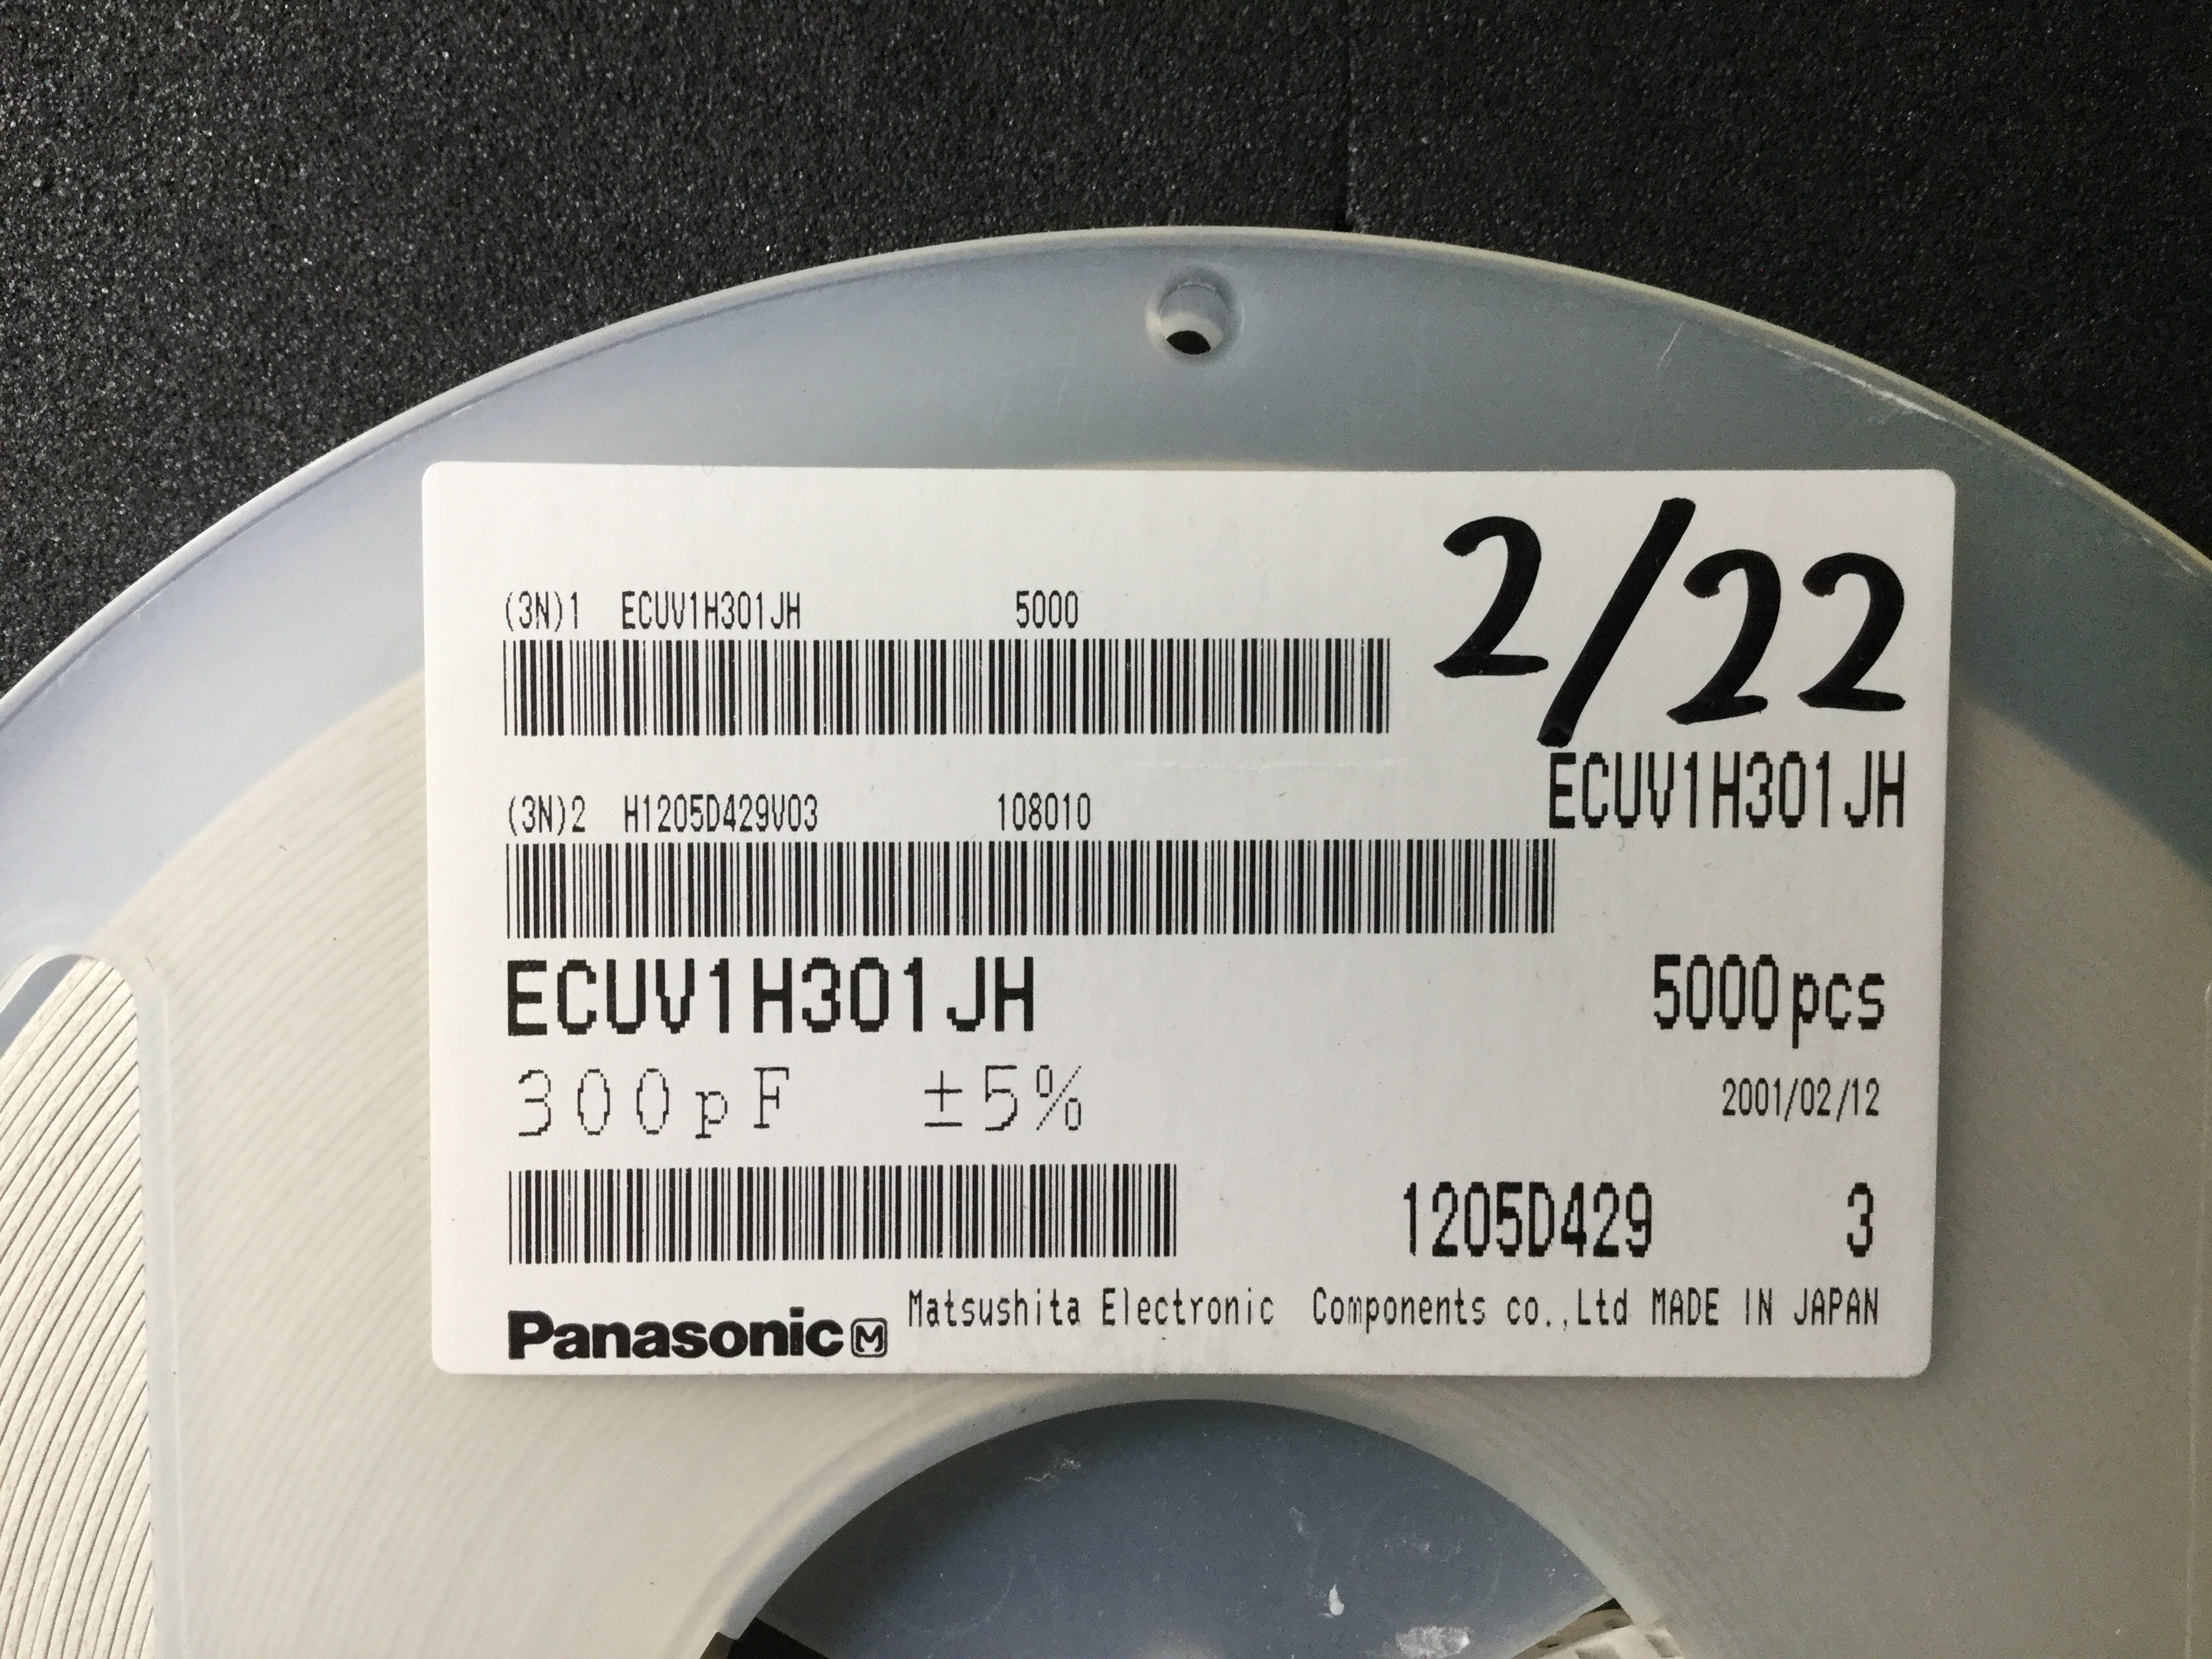 2/22
(3N)1 ECUV1H301JH 5000
ECUV1H301JH
(3N)2 H1205D429V03 108010
ECUV1H301JH 5000pcs
300pF ±5% 2001/02/12
1205D429 3
Panasonic M Matsushita Electronic Components co.,Ltd MADE IN JAPAN